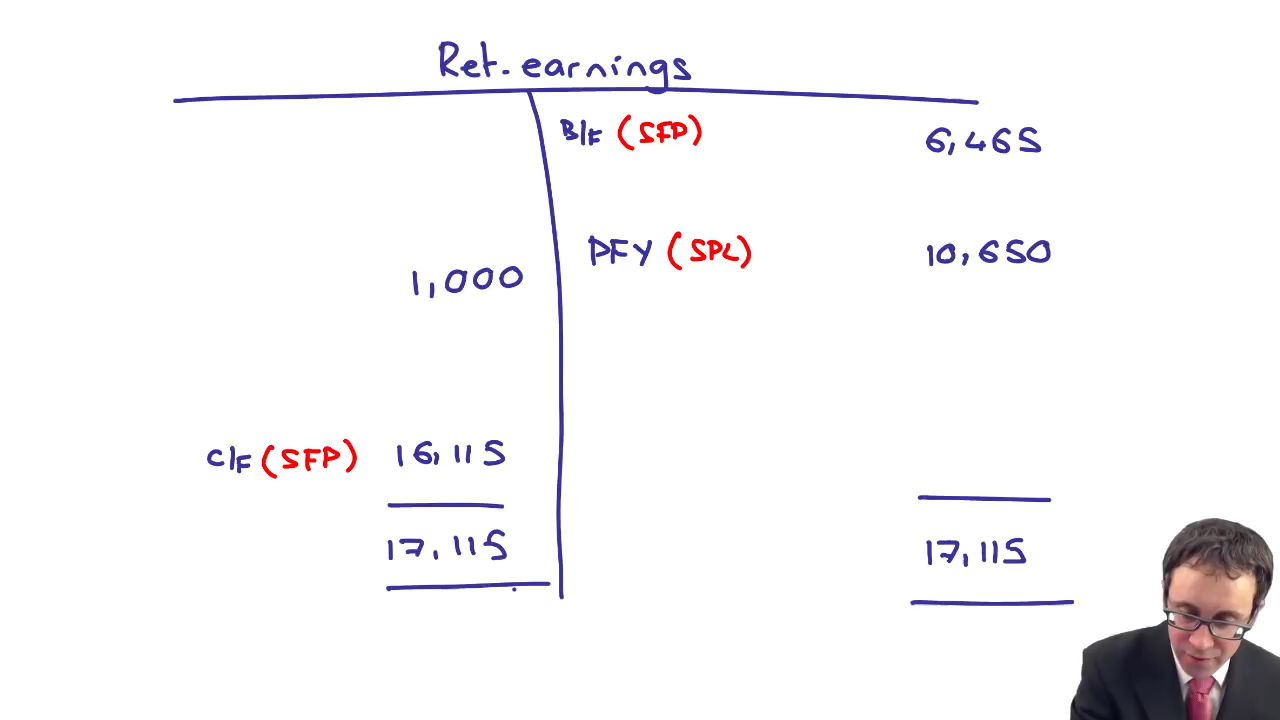 Ret. earnings
B/F (SFP) 6,465
PFY (SPL) 10,650
1,000
C/F (SFP) 16,115
17,115 17,115